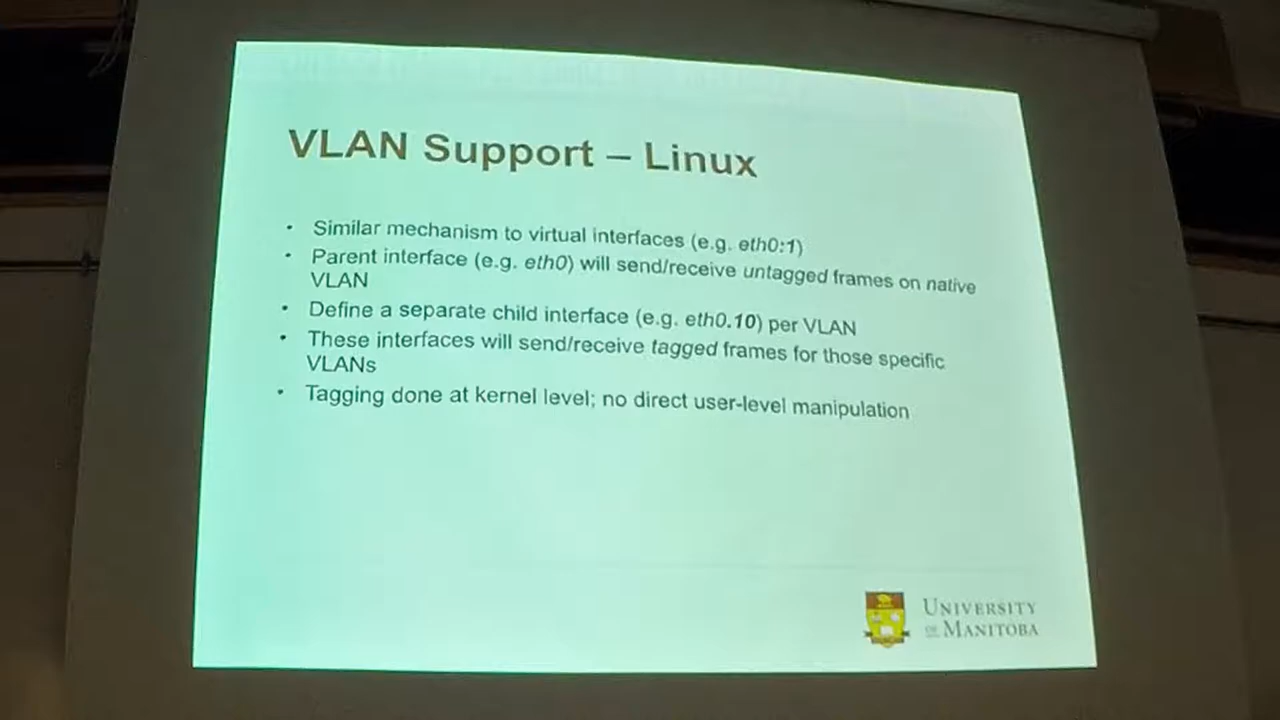 VLAN Support – Linux
• Similar mechanism to virtual interfaces (e.g. eth0:1)
• Parent interface (e.g. eth0) will send/receive untagged frames on native
VLAN
• Define a separate child interface (e.g. eth0.10) per VLAN
• These interfaces will send/receive tagged frames for those specific
VLANs
• Tagging done at kernel level; no direct user-level manipulation
UNIVERSITY
OF MANITOBA